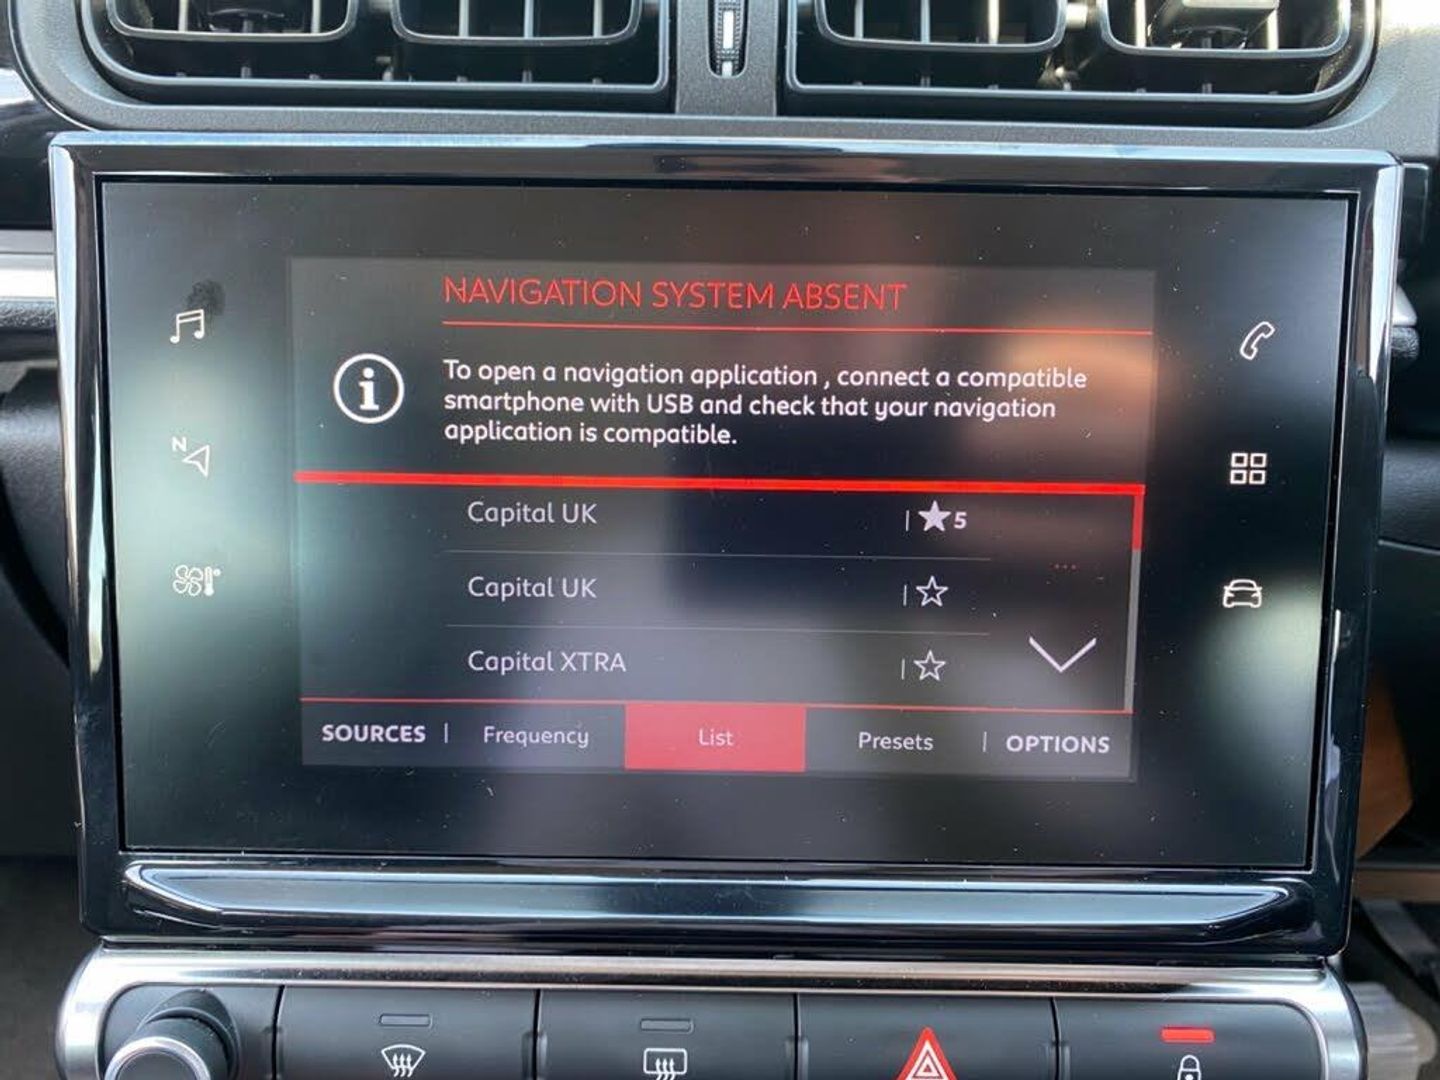 NAVIGATION SYSTEM ABSENT
To open a navigation application , connect a compatible
smartphone with USB and check that your navigation
application is compatible.
N
Capital UK | ★5
Capital UK | ☆
Capital XTRA | ☆
SOURCES | Frequency List Presets | OPTIONS